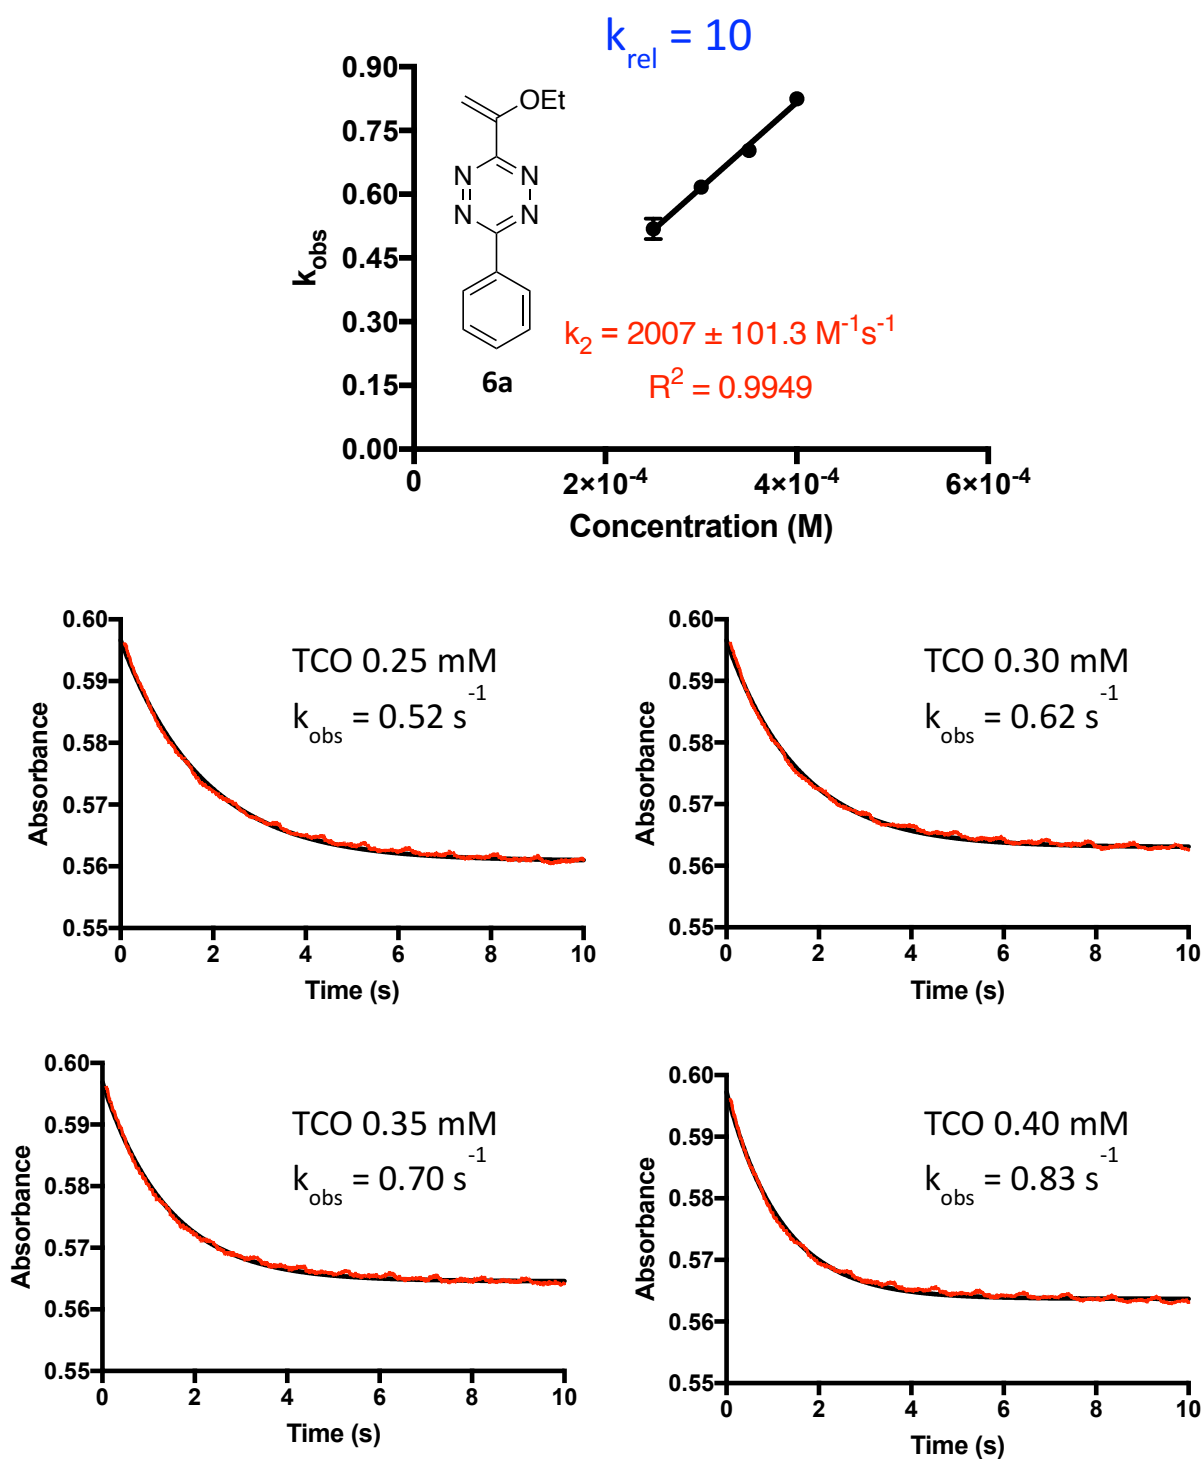 k_rel = 10
0.90
0.75
0.60
0.45
0.30
0.15
0.00
k_obs
OEt
N N
N N
6a
k_2 = 2007 ± 101.3 M^-1s^-1
R^2 = 0.9949
0 2×10^-4 4×10^-4 6×10^-4
Concentration (M)
0.60
0.59
0.58
0.57
0.56
0.55
Absorbance
TCO 0.25 mM
k_obs = 0.52 s^-1
0 2 4 6 8 10
Time (s)
0.60
0.59
0.58
0.57
0.56
0.55
Absorbance
TCO 0.30 mM
k_obs = 0.62 s^-1
0 2 4 6 8 10
Time (s)
0.60
0.59
0.58
0.57
0.56
0.55
Absorbance
TCO 0.35 mM
k_obs = 0.70 s^-1
0 2 4 6 8 10
Time (s)
0.60
0.59
0.58
0.57
0.56
0.55
Absorbance
TCO 0.40 mM
k_obs = 0.83 s^-1
0 2 4 6 8 10
Time (s)